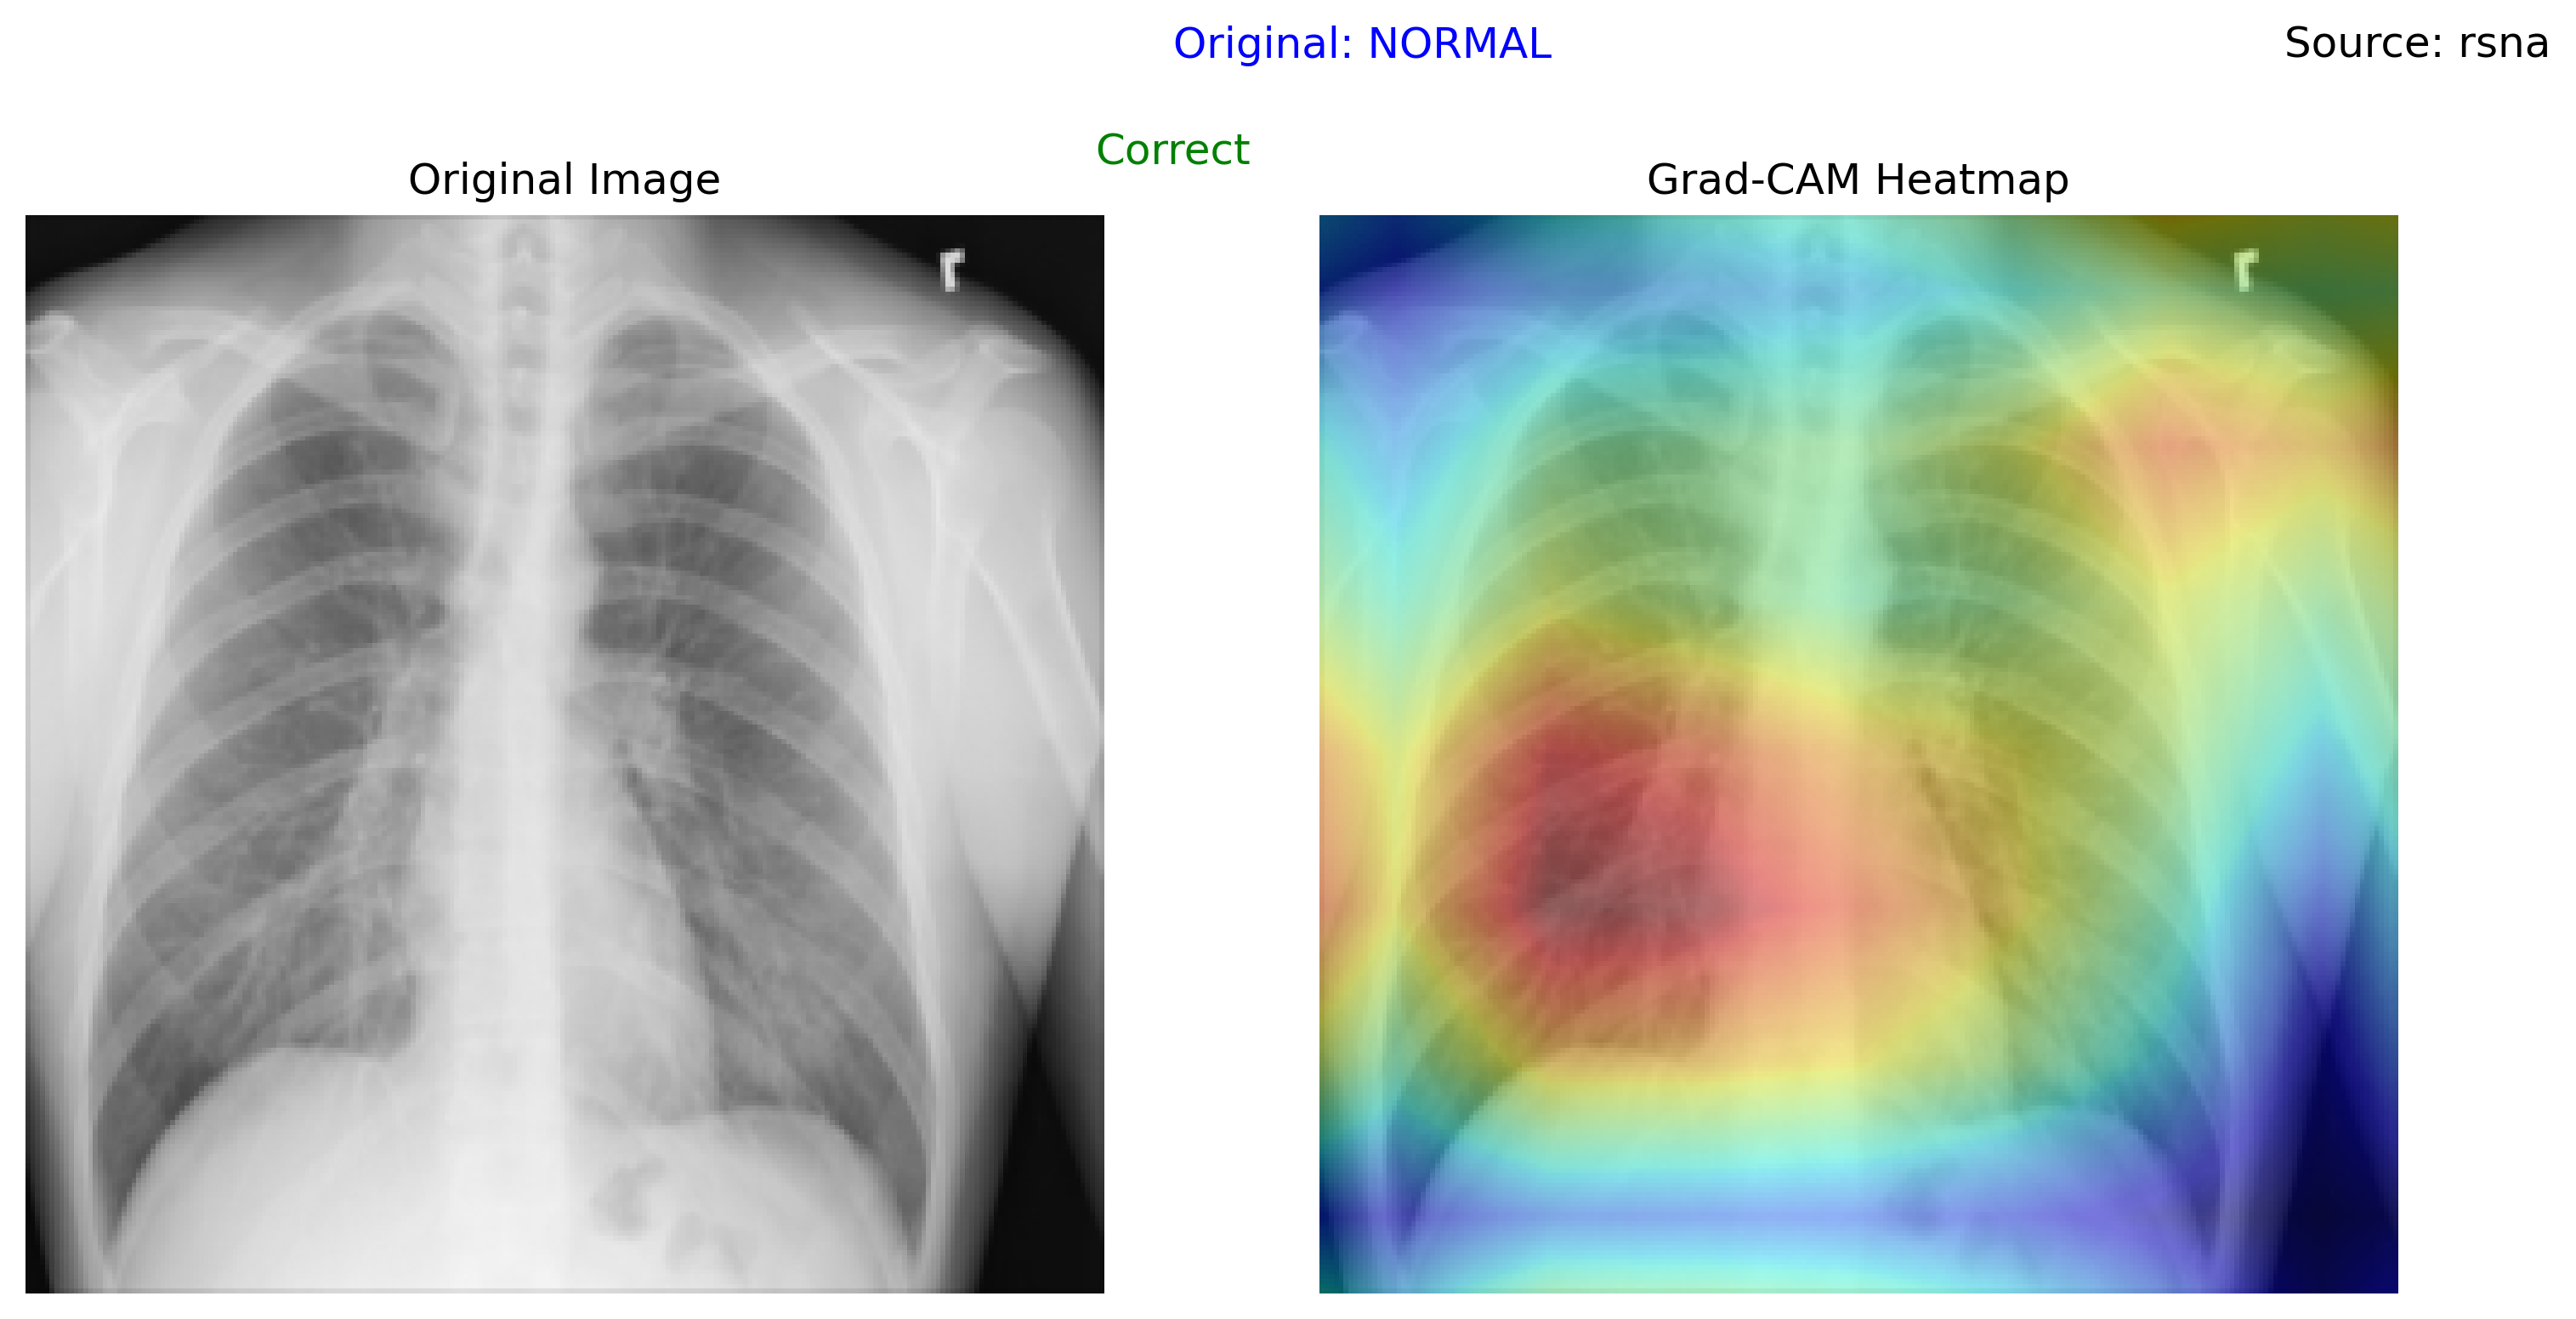 Original: NORMAL
Source: rsna
Correct
Original Image
Grad-CAM Heatmap